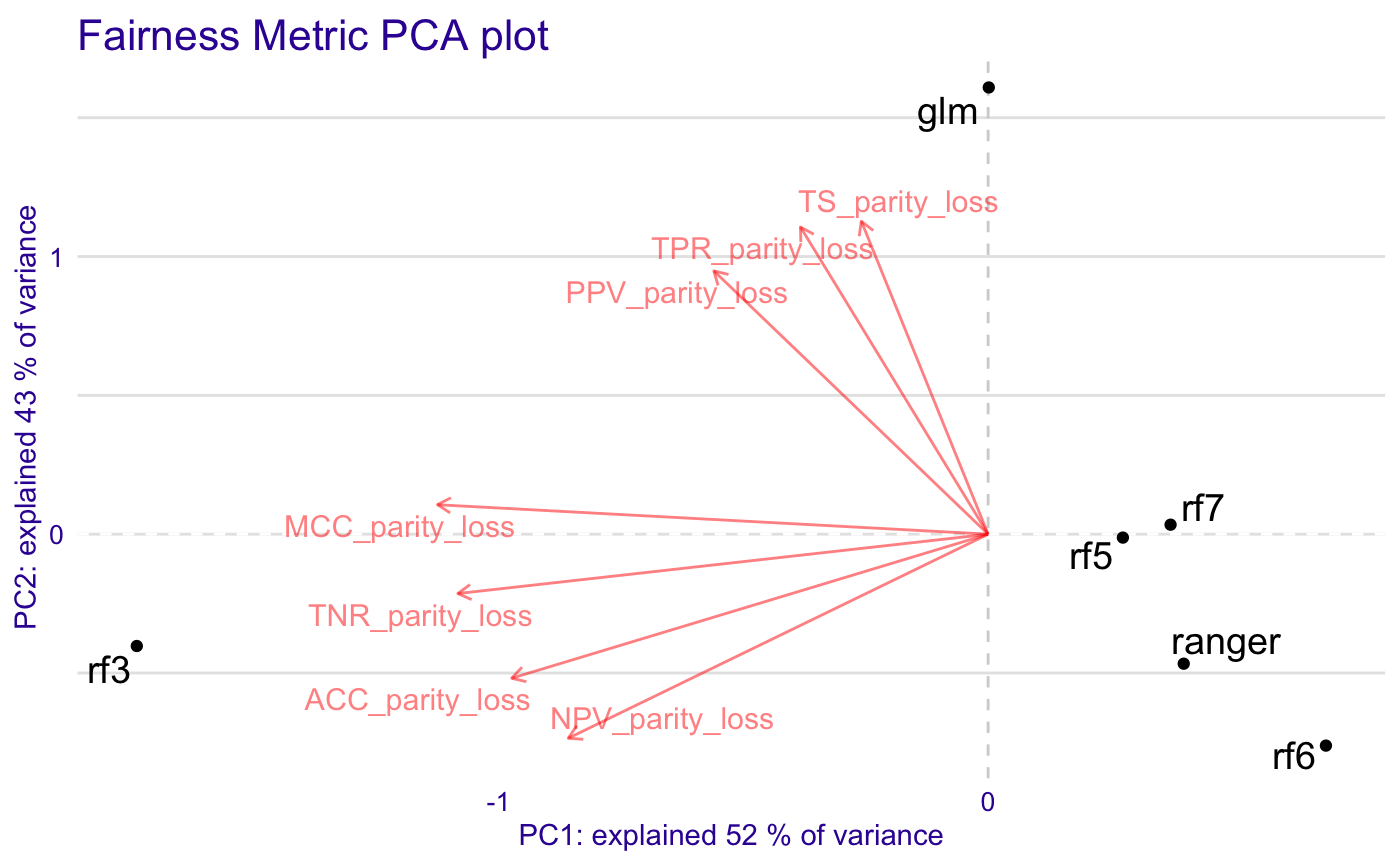 Fairness Metric PCA plot
glm
TS_parity_loss
TPR_parity_loss
PPV_parity_loss
1
PC2: explained 43 % of variance
MCC_parity_loss
0
rf7
rf5
TNR_parity_loss
ranger
rf3
ACC_parity_loss
NPV_parity_loss
rf6
-1
0
PC1: explained 52 % of variance